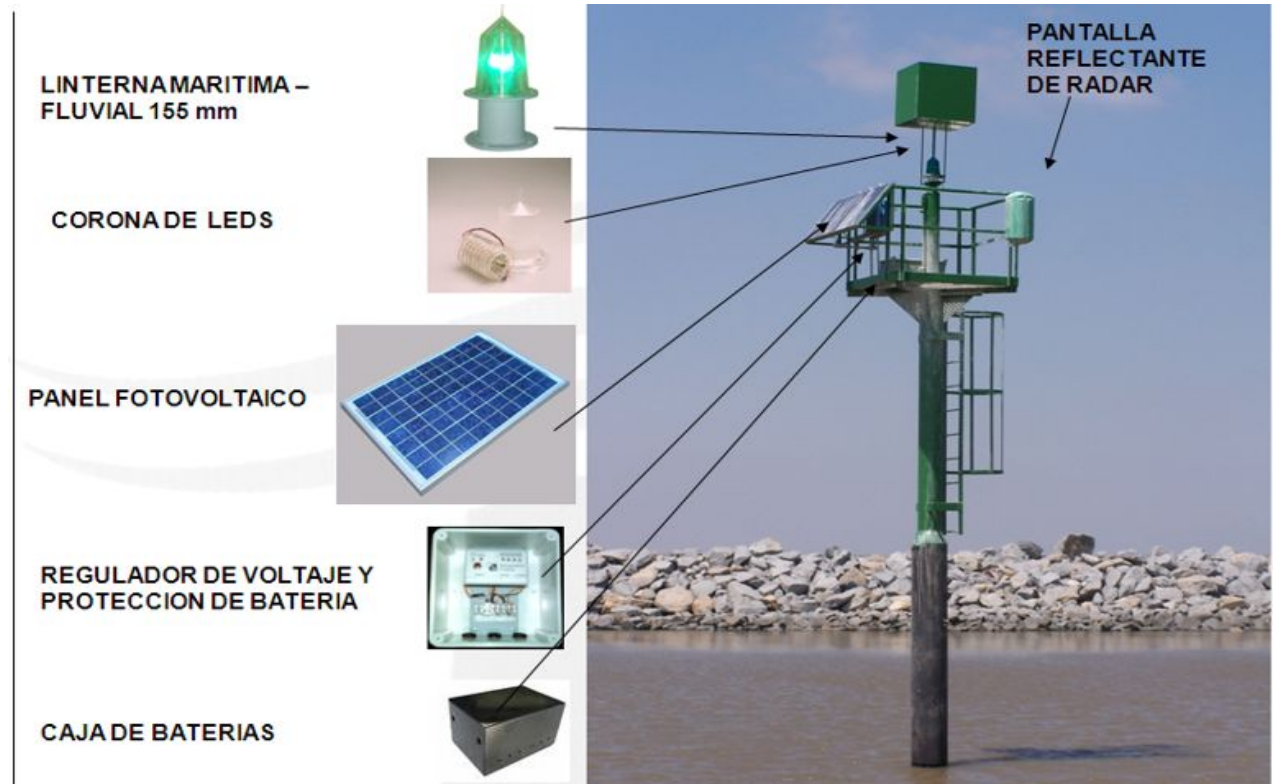 LINTERNA MARITIMA –
FLUVIAL 155 mm
CORONA DE LEDS
PANEL FOTOVOLTAICO
REGULADOR DE VOLTAJE Y
PROTECCION DE BATERIA
CAJA DE BATERIAS
PANTALLA
REFLECTANTE
DE RADAR